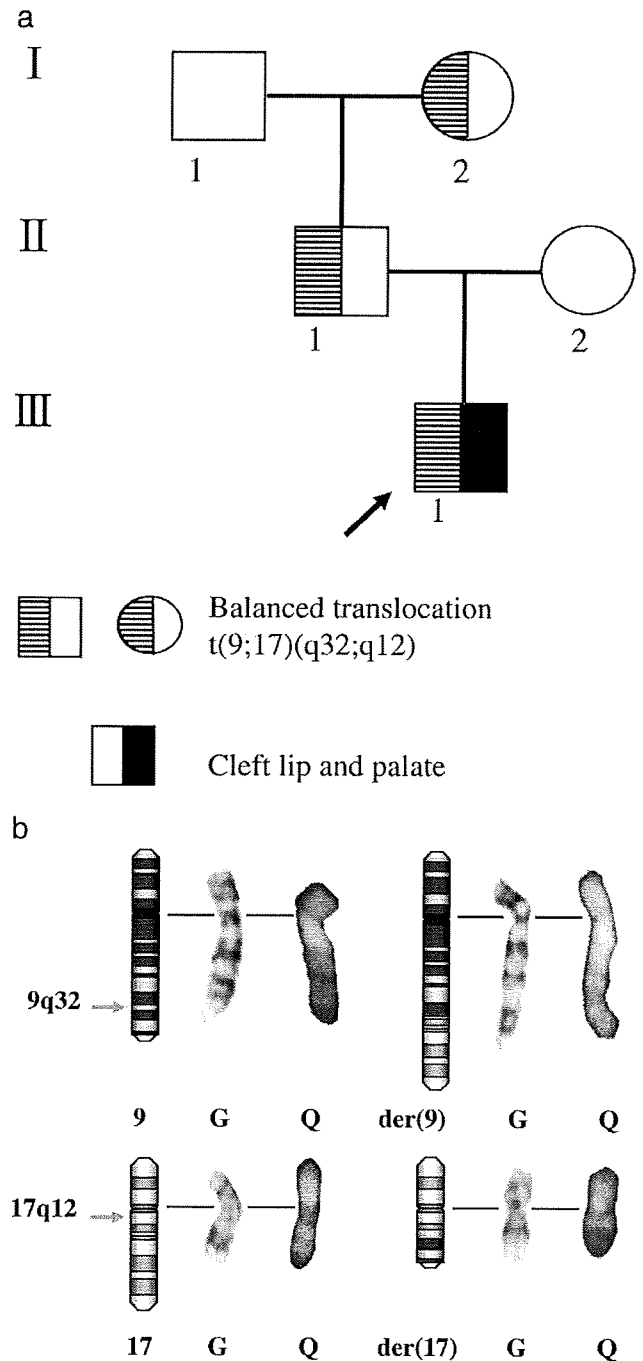 a
I
1
2
II
1
2
III
1
Balanced translocation
t(9;17)(q32;q12)
Cleft lip and palate
b
9q32
9 G Q der(9) G Q
17q12
17 G Q der(17) G Q